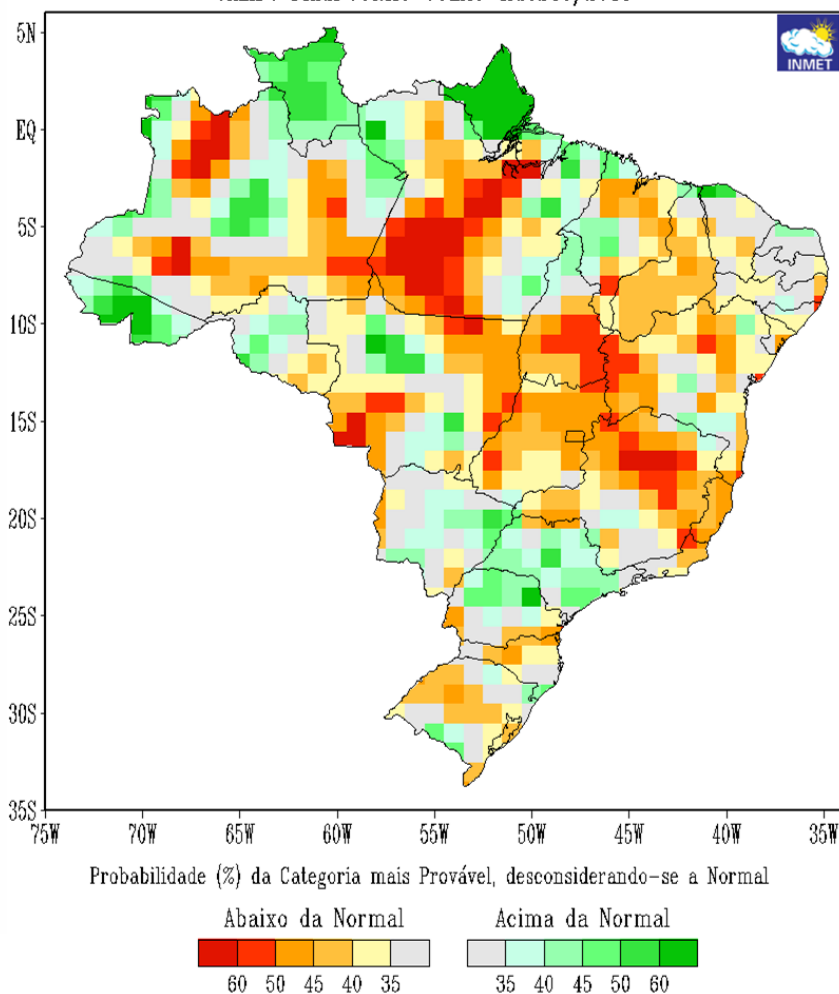 5N
INMET
EQ
5S
10S
15S
20S
25S
30S
35S
75W 70W 65W 60W 55W 50W 45W 40W 35W
Probabilidade (%) da Categoria mais Provável, desconsiderando-se a Normal
Abaixo da Normal Acima da Normal
60 50 45 40 35 35 40 45 50 60